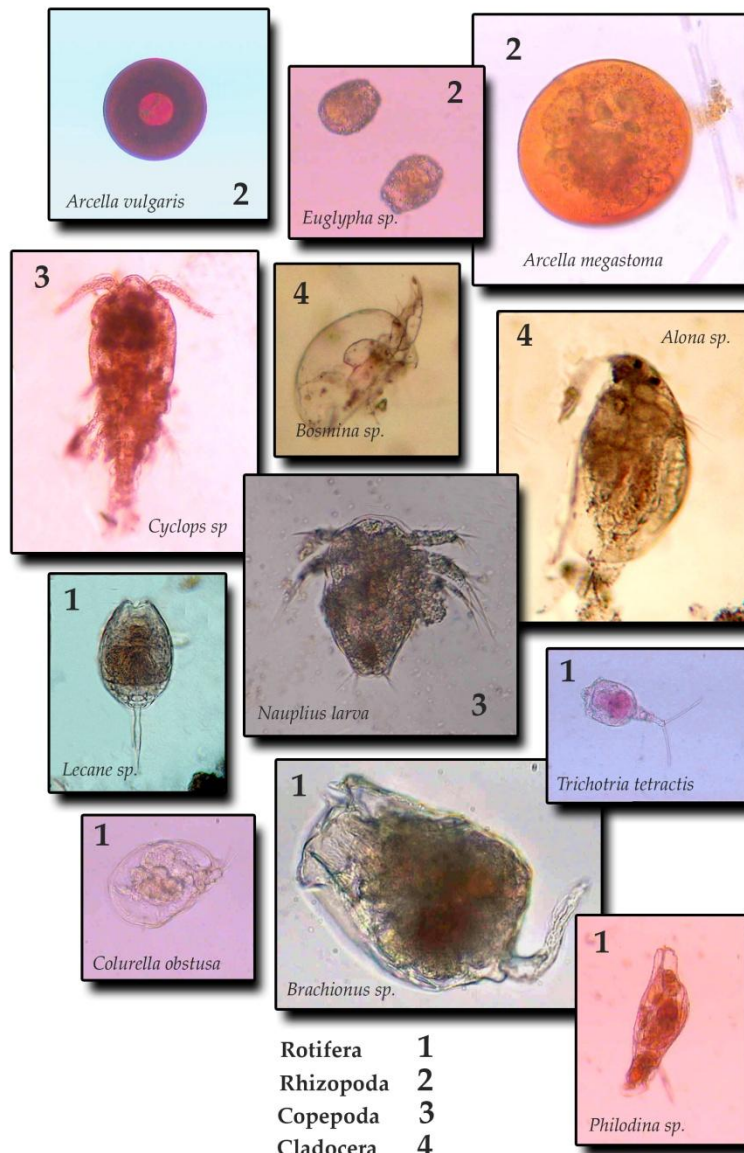 Arcella vulgaris 2
2
Euglypha sp.
2
Arcella megastoma
3
Cyclops sp
4
Bosmina sp.
4 Alona sp.
1
Lecane sp.
Nauplius larva 3
1
Trichotria tetractis
1
Colurella obstusa
1
Brachionus sp.
1
Philodina sp.
Rotifera 1
Rhizopoda 2
Copepoda 3
Cladocera 4